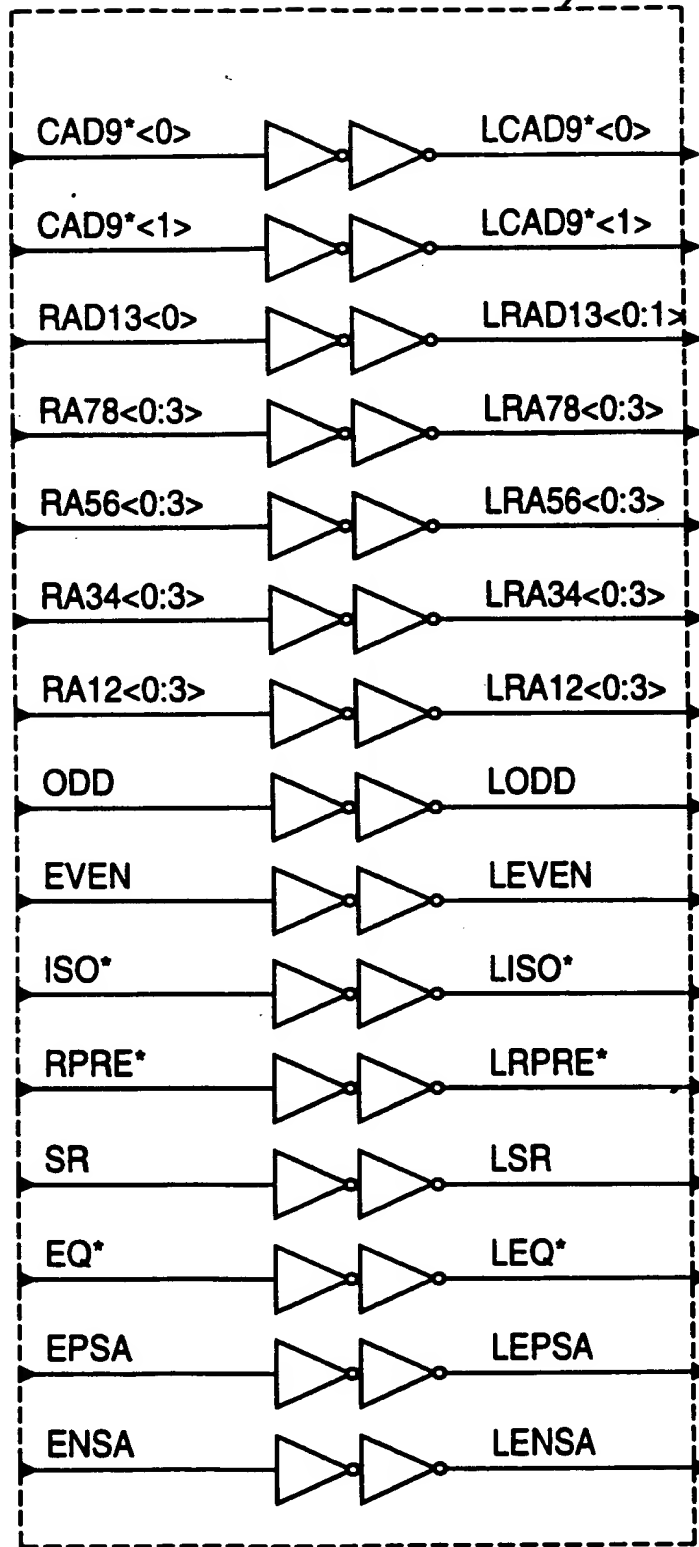 CAD9*<0> LCAD9*<0>
CAD9*<1> LCAD9*<1>
RAD13<0> LRAD13<0:1>
RA78<0:3> LRA78<0:3>
RA56<0:3> LRA56<0:3>
RA34<0:3> LRA34<0:3>
RA12<0:3> LRA12<0:3>
ODD LODD
EVEN LEVEN
ISO* LISO*
RPRE* LRPRE*
SR LSR
EQ* LEQ*
EPSA LEPSA
ENSA LENSA